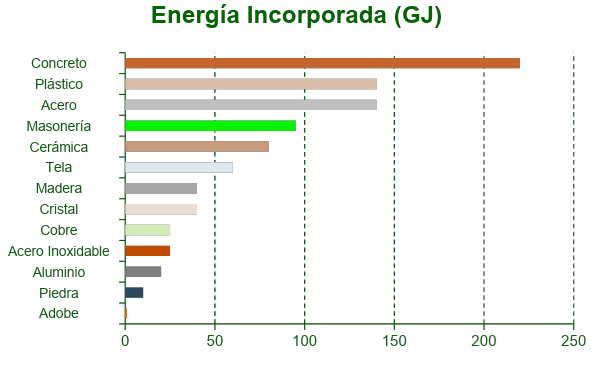 Energía Incorporada (GJ)
Concreto
Plástico
Acero
Masonería
Cerámica
Tela
Madera
Cristal
Cobre
Acero Inoxidable
Aluminio
Piedra
Adobe
0 50 100 150 200 250